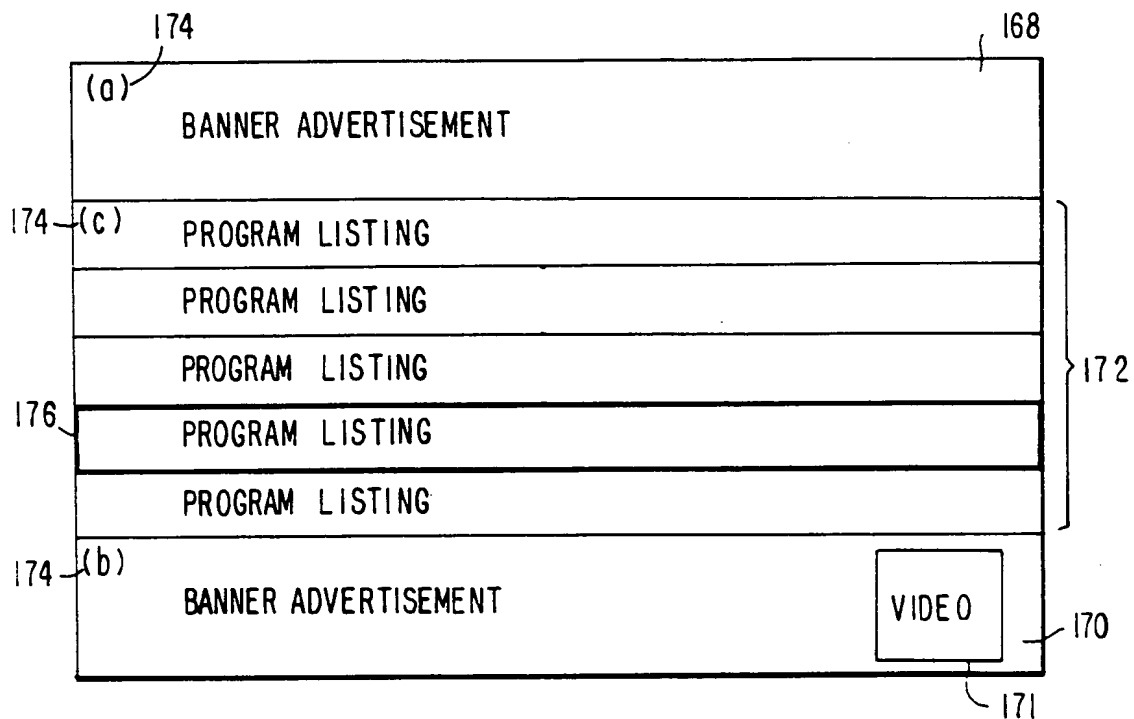 174
168
(a)
BANNER ADVERTISEMENT
174 (c) PROGRAM LISTING
PROGRAM LISTING
PROGRAM LISTING
172
176 PROGRAM LISTING
PROGRAM LISTING
174 (b)
BANNER ADVERTISEMENT
VIDEO
170
171